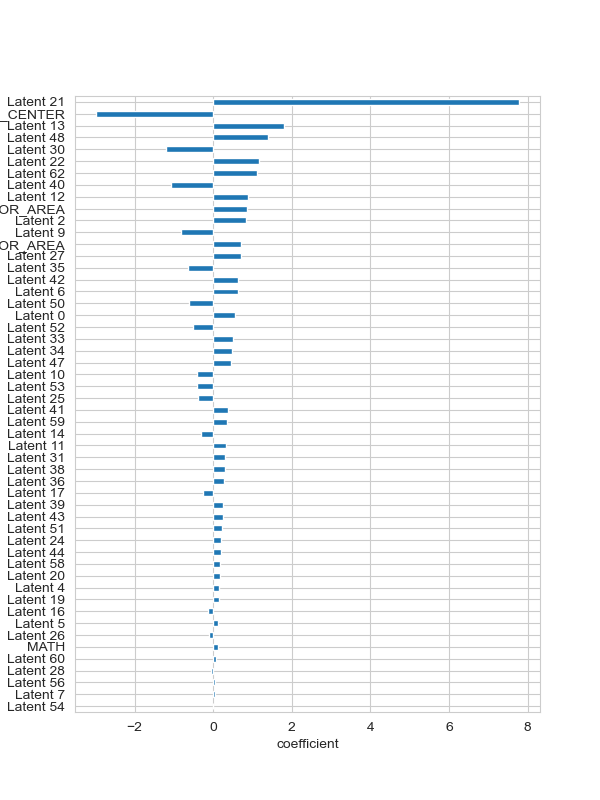 Latent 21
_CENTER
Latent 13
Latent 48
Latent 30
Latent 22
Latent 62
Latent 40
Latent 12
OR_AREA
Latent 2
Latent 9
OR_AREA
Latent 27
Latent 35
Latent 42
Latent 6
Latent 50
Latent 0
Latent 52
Latent 33
Latent 34
Latent 47
Latent 10
Latent 53
Latent 25
Latent 41
Latent 59
Latent 14
Latent 11
Latent 31
Latent 38
Latent 36
Latent 17
Latent 39
Latent 43
Latent 51
Latent 24
Latent 44
Latent 58
Latent 20
Latent 4
Latent 19
Latent 16
Latent 5
Latent 26
MATH
Latent 60
Latent 28
Latent 56
Latent 7
Latent 54
−2 0 2 4 6 8
coefficient